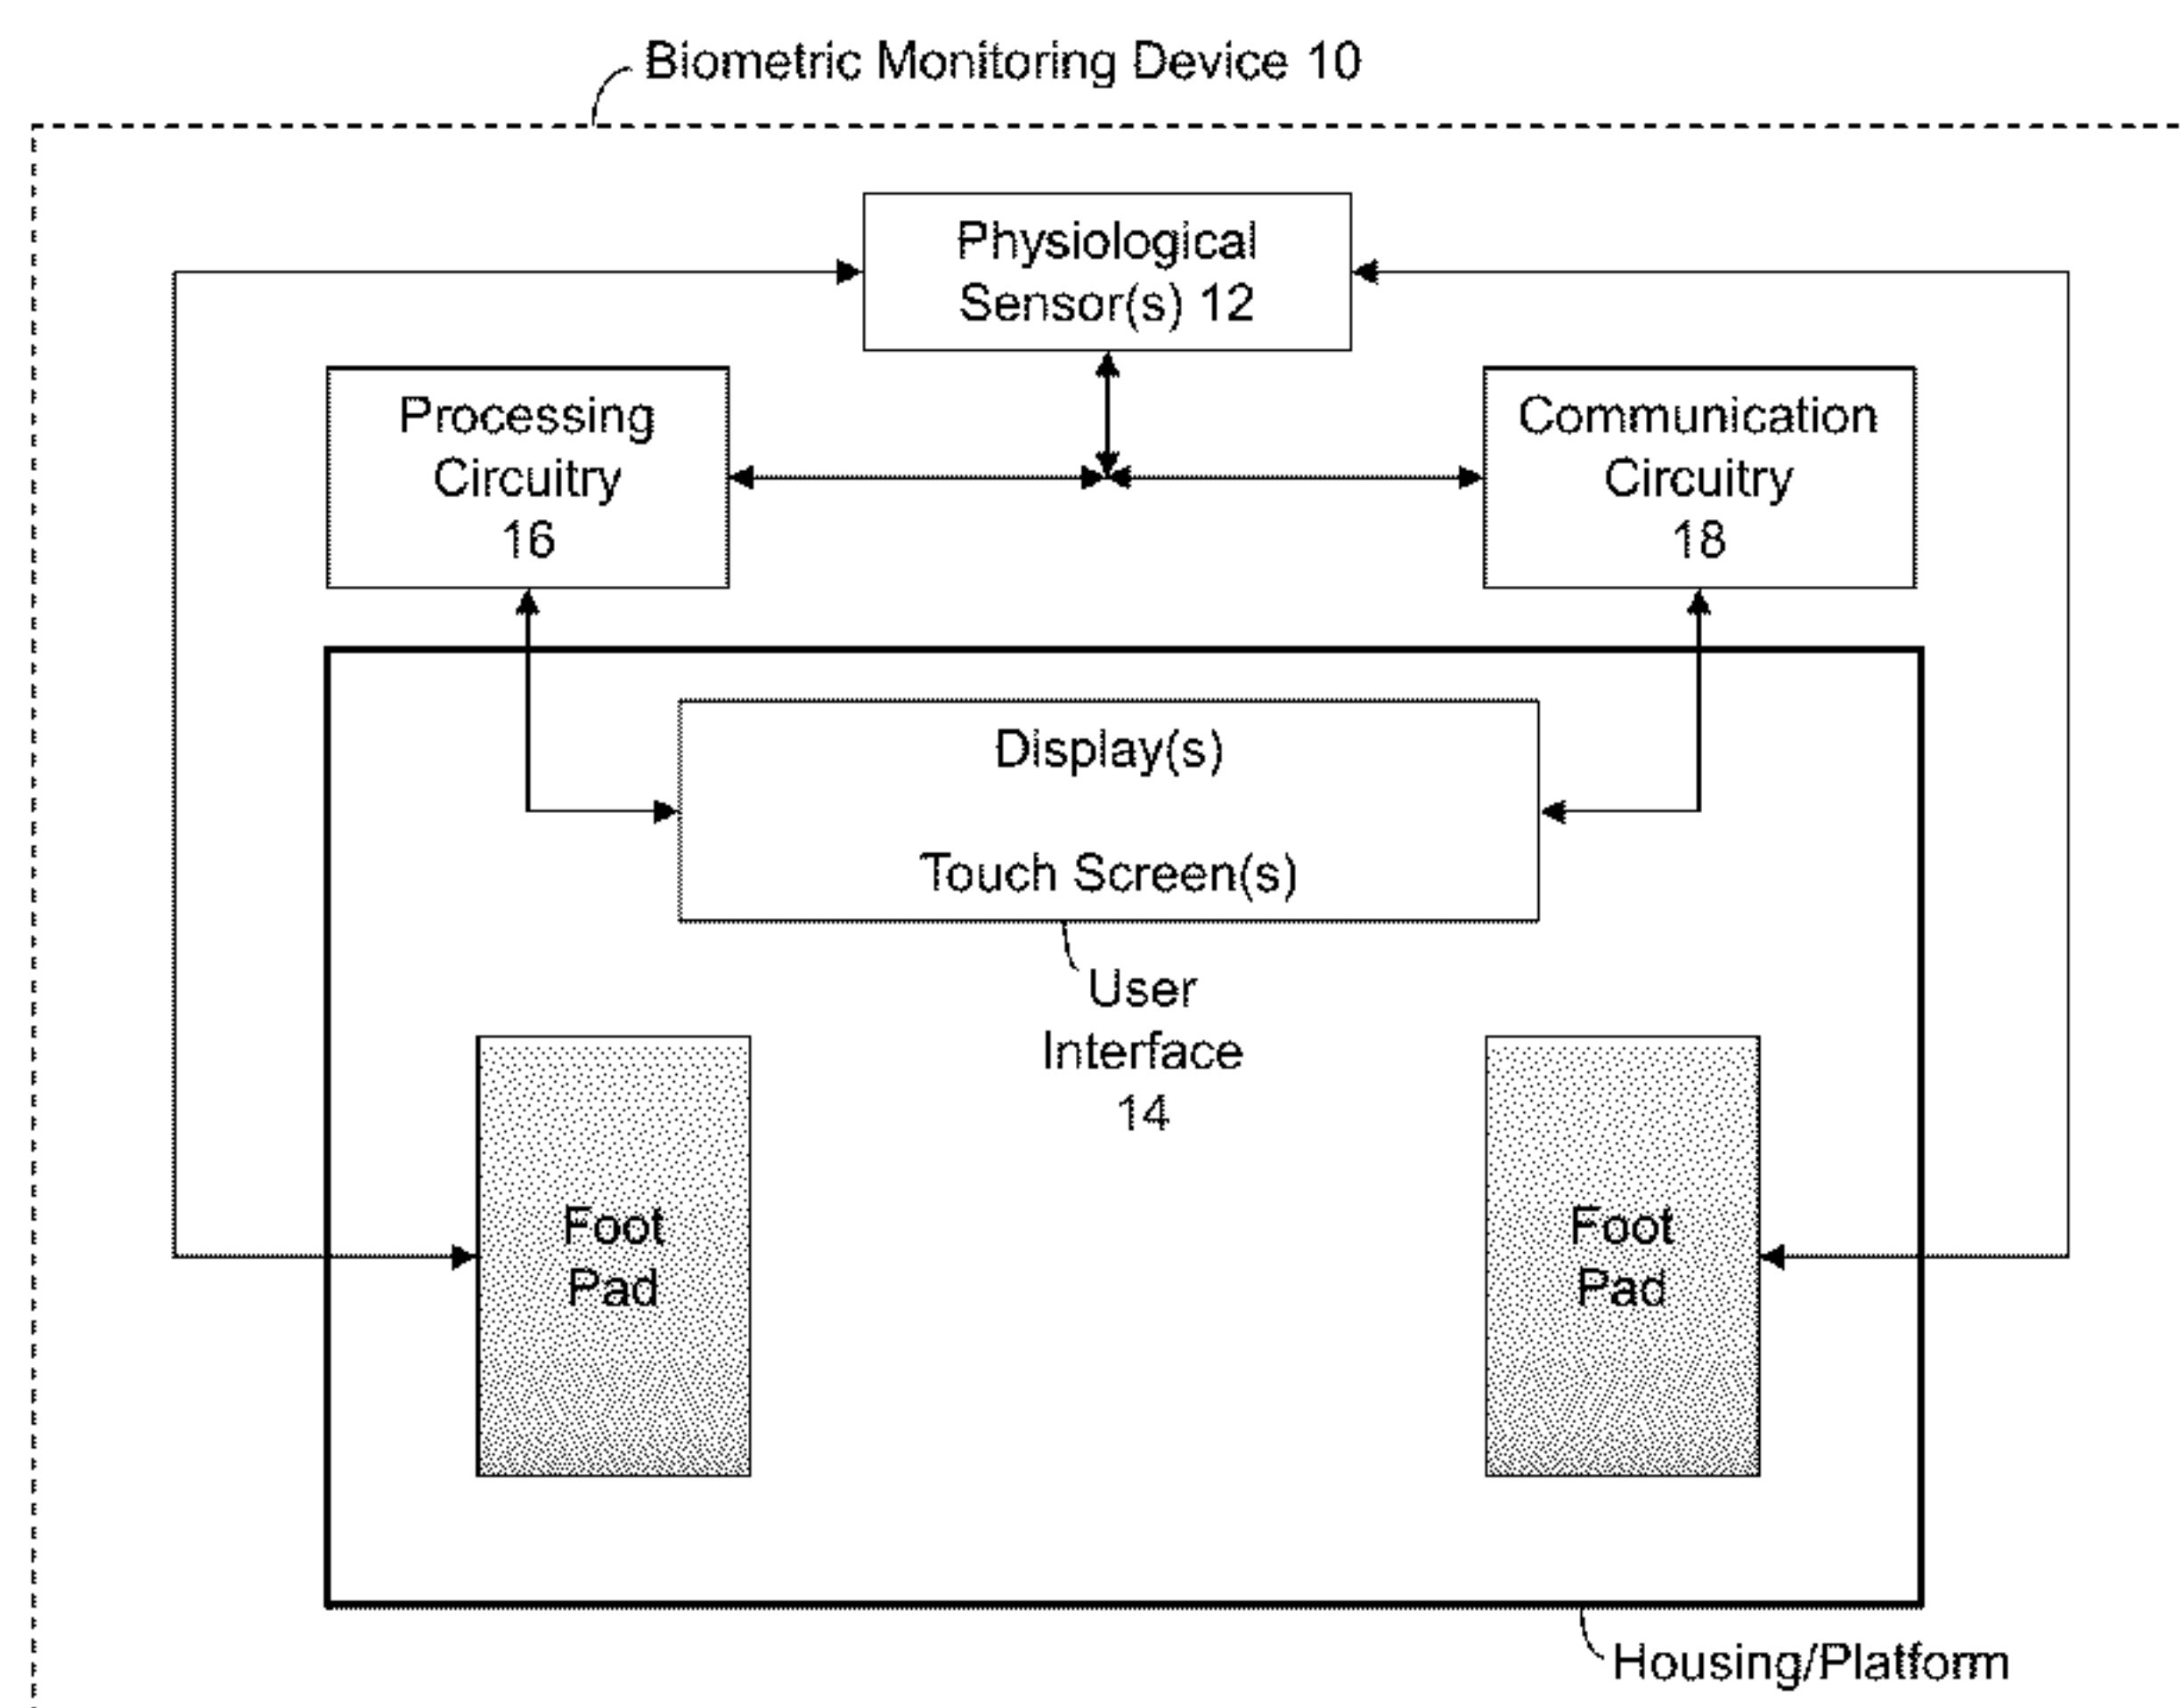 Biometric Monitoring Device 10
Physiological
Sensor(s) 12
Processing
Circuitry
16
Communication
Circuitry
18
Display(s)
Touch Screen(s)
User
Interface
14
Foot
Pad
Foot
Pad
Housing/Platform